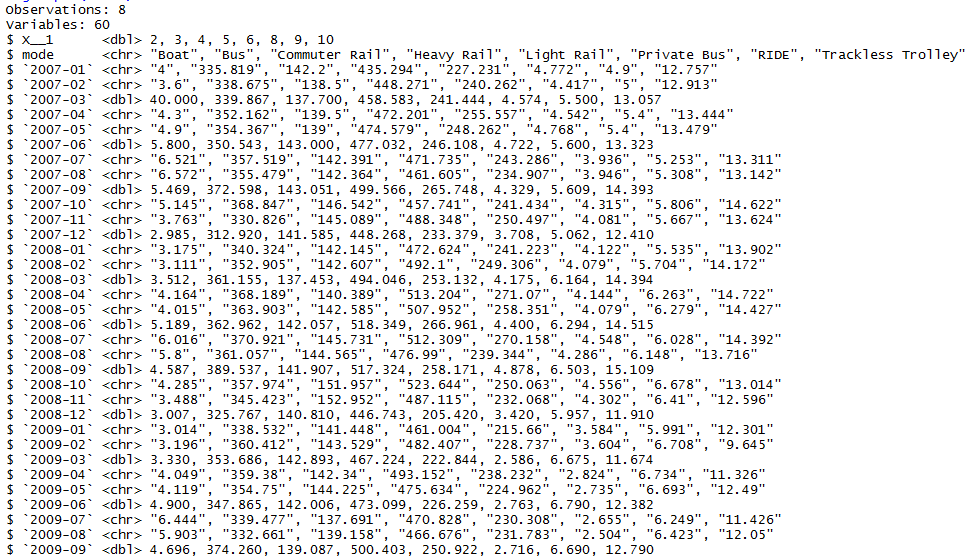 Observations: 8
Variables: 60
$ X__1      <dbl> 2, 3, 4, 5, 6, 8, 9, 10
$ mode      <chr> "Boat", "Bus", "Commuter Rail", "Heavy Rail", "Light Rail", "Private Bus", "RIDE", "Trackless Trolley"
$ `2007-01` <chr> "4", "335.819", "142.2", "435.294", "227.231", "4.772", "4.9", "12.757"
$ `2007-02` <chr> "3.6", "338.675", "138.5", "448.271", "240.262", "4.417", "5", "12.913"
$ `2007-03` <dbl> 40.000, 339.867, 137.700, 458.583, 241.444, 4.574, 5.500, 13.057
$ `2007-04` <chr> "4.3", "352.162", "139.5", "472.201", "255.557", "4.542", "5.4", "13.444"
$ `2007-05` <chr> "4.9", "354.367", "139", "474.579", "248.262", "4.768", "5.4", "13.479"
$ `2007-06` <dbl> 5.800, 350.543, 143.000, 477.032, 246.108, 4.722, 5.600, 13.323
$ `2007-07` <chr> "6.521", "357.519", "142.391", "471.735", "243.286", "3.936", "5.253", "13.311"
$ `2007-08` <chr> "6.572", "355.479", "142.364", "461.605", "234.907", "3.946", "5.308", "13.142"
$ `2007-09` <dbl> 5.469, 372.598, 143.051, 499.566, 265.748, 4.329, 5.609, 14.393
$ `2007-10` <chr> "5.145", "368.847", "146.542", "457.741", "241.434", "4.315", "5.806", "14.622"
$ `2007-11` <chr> "3.763", "330.826", "145.089", "488.348", "250.497", "4.081", "5.667", "13.624"
$ `2007-12` <dbl> 2.985, 312.920, 141.585, 448.268, 233.379, 3.708, 5.062, 12.410
$ `2008-01` <chr> "3.175", "340.324", "142.145", "472.624", "241.223", "4.122", "5.535", "13.902"
$ `2008-02` <chr> "3.111", "352.905", "142.607", "492.1", "249.306", "4.079", "5.704", "14.172"
$ `2008-03` <dbl> 3.512, 361.155, 137.453, 494.046, 253.132, 4.175, 6.164, 14.394
$ `2008-04` <chr> "4.164", "368.189", "140.389", "513.204", "271.07", "4.144", "6.263", "14.722"
$ `2008-05` <chr> "4.015", "363.903", "142.585", "507.952", "258.351", "4.079", "6.279", "14.427"
$ `2008-06` <dbl> 5.189, 362.962, 142.057, 518.349, 266.961, 4.400, 6.294, 14.515
$ `2008-07` <chr> "6.016", "370.921", "145.731", "512.309", "270.158", "4.548", "6.028", "14.392"
$ `2008-08` <chr> "5.8", "361.057", "144.565", "476.99", "239.344", "4.286", "6.148", "13.716"
$ `2008-09` <dbl> 4.587, 389.537, 141.907, 517.324, 258.171, 4.878, 6.503, 15.109
$ `2008-10` <chr> "4.285", "357.974", "151.957", "523.644", "250.063", "4.556", "6.678", "13.014"
$ `2008-11` <chr> "3.488", "345.423", "152.952", "487.115", "232.068", "4.302", "6.41", "12.596"
$ `2008-12` <dbl> 3.007, 325.767, 140.810, 446.743, 205.420, 3.420, 5.957, 11.910
$ `2009-01` <chr> "3.014", "338.532", "141.448", "461.004", "215.66", "3.584", "5.991", "12.301"
$ `2009-02` <chr> "3.196", "360.412", "143.529", "482.407", "228.737", "3.604", "6.708", "9.645"
$ `2009-03` <dbl> 3.330, 353.686, 142.893, 467.224, 222.844, 2.586, 6.675, 11.674
$ `2009-04` <chr> "4.049", "359.38", "142.34", "493.152", "238.232", "2.824", "6.734", "11.326"
$ `2009-05` <chr> "4.119", "354.75", "144.225", "475.634", "224.962", "2.735", "6.693", "12.49"
$ `2009-06` <dbl> 4.900, 347.865, 142.006, 473.099, 226.259, 2.763, 6.790, 12.382
$ `2009-07` <chr> "6.444", "339.477", "137.691", "470.828", "230.308", "2.655", "6.249", "11.426"
$ `2009-08` <chr> "5.903", "332.661", "139.158", "466.676", "231.783", "2.504", "6.423", "12.05"
$ `2009-09` <dbl> 4.696, 374.260, 139.087, 500.403, 250.922, 2.716, 6.690, 12.790